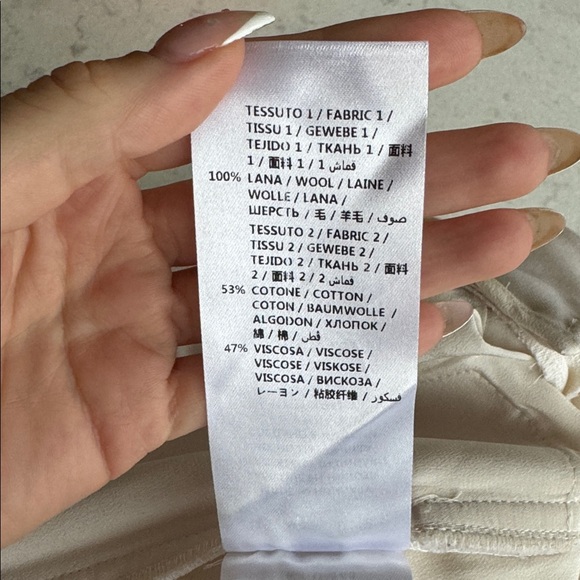 TESSUTO 1 / FABRIC 1 /
TISSU 1 / GEWEBE 1 /
TEJIDO 1 / ТКАНЬ 1 / 面料
1 / 面料 1 / 1 قماش
100% LANA / WOOL / LAINE /
WOLLE / LANA /
ШЕРСТЬ / 毛 / 羊毛 / صوف /
TESSUTO 2 / FABRIC 2 /
TISSU 2 / GEWEBE 2 /
TEJIDO 2 / ТКАНЬ 2 / 面料
2 / 面料 2 / 2 قماش
53% COTONE / COTTON /
COTON / BAUMWOLLE /
ALGODON / ХЛОПОК /
綿 / 棉 / قطن /
47% VISCOSA / VISCOSE /
VISCOSE / VISKOSE /
VISCOSA / ВИСКОЗА /
レーヨン / 粘胶纤维 / فسكوز /